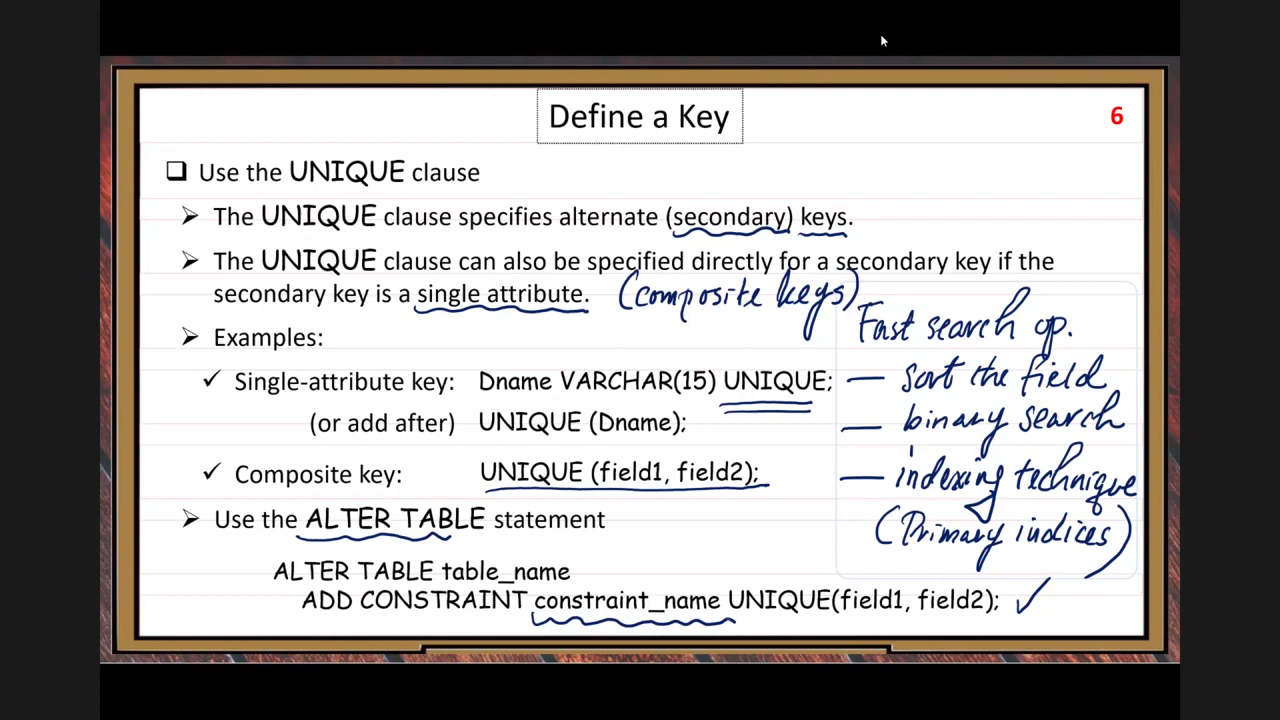 Define a Key
6
❑ Use the UNIQUE clause
➢ The UNIQUE clause specifies alternate (secondary) keys.
➢ The UNIQUE clause can also be specified directly for a secondary key if the
secondary key is a single attribute. (composite keys)
Fast search op.
➢ Examples:
✓ Single-attribute key: Dname VARCHAR(15) UNIQUE; — sort the field
(or add after) UNIQUE (Dname); — binary search
✓ Composite key: UNIQUE (field1, field2); — indexing technique
➢ Use the ALTER TABLE statement (Primary indices)
ALTER TABLE table_name
ADD CONSTRAINT constraint_name UNIQUE(field1, field2); ✓